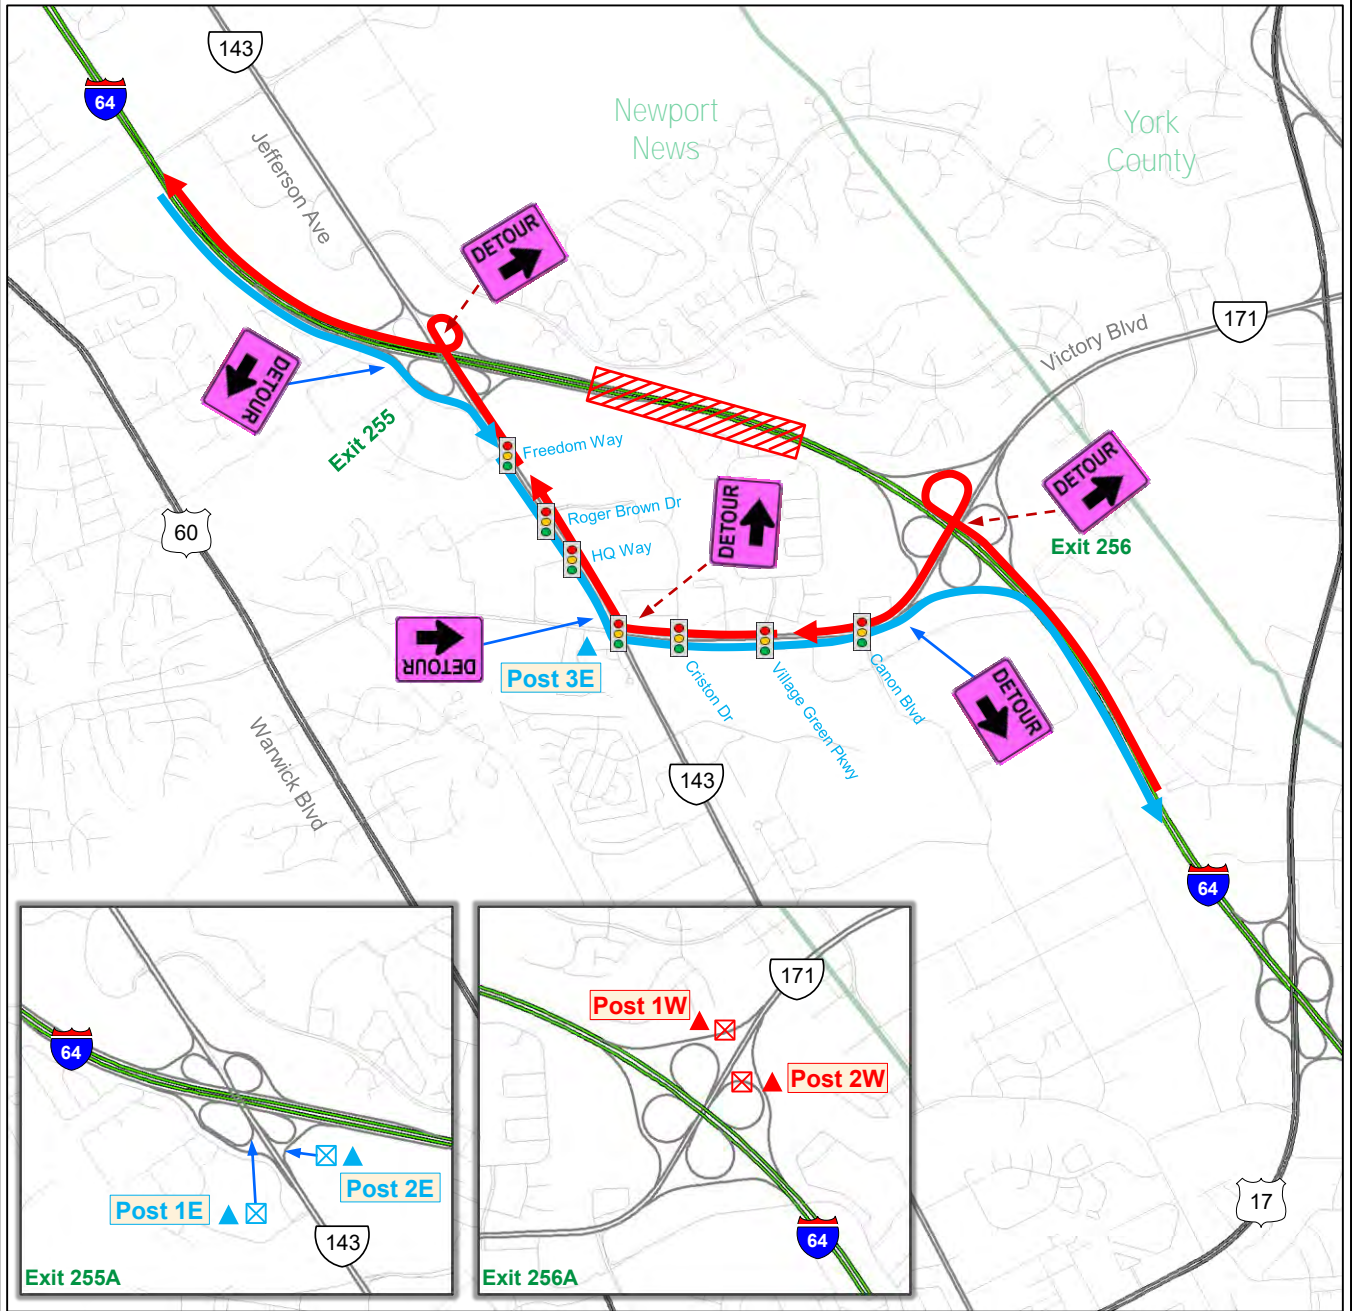 143
64
Newport
News
York
County
Jefferson Ave
DETOUR
171
Victory Blvd
DETOUR
Exit 255
Freedom Way
DETOUR
Roger Brown Dr
DETOUR
60
HQ Way
Exit 256
DETOUR
Post 3E
Criston Dr
Village Green Pkwy
Canon Blvd
DETOUR
Warwick Blvd
143
64
171
Post 1W
64
Post 2W
Post 2E
Post 1E
143
64
17
Exit 255A
Exit 256A